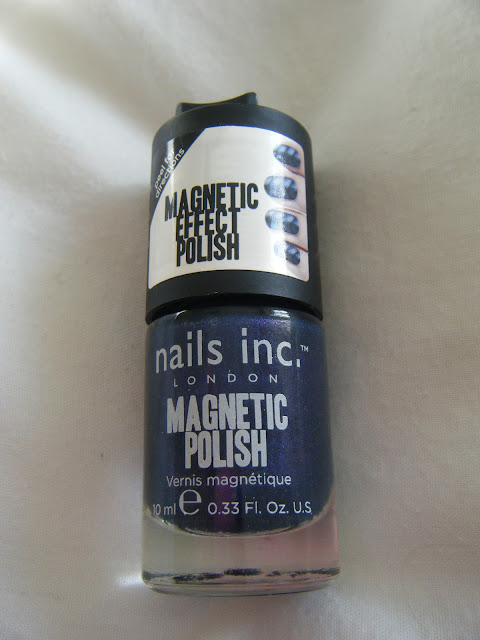 peel for
directions
MAGNETIC
EFFECT
POLISH
nails inc.™
LONDON
MAGNETIC
POLISH
Vernis magnétique
10 ml e 0.33 Fl. Oz. U.S